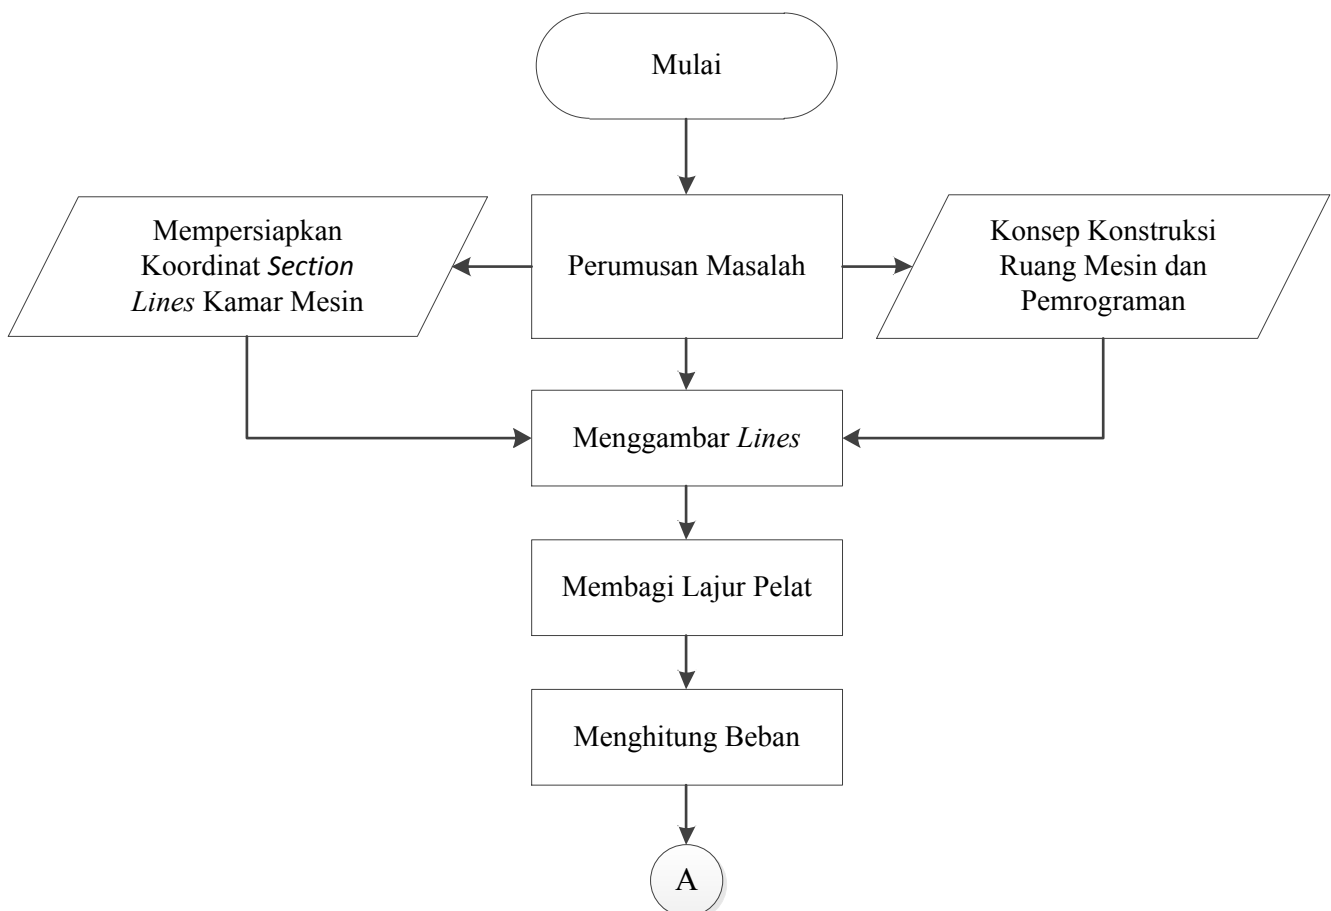 Mulai
Mempersiapkan
Koordinat Section
Lines Kamar Mesin
Perumusan Masalah
Konsep Konstruksi
Ruang Mesin dan
Pemrograman
Menggambar Lines
Membagi Lajur Pelat
Menghitung Beban
A